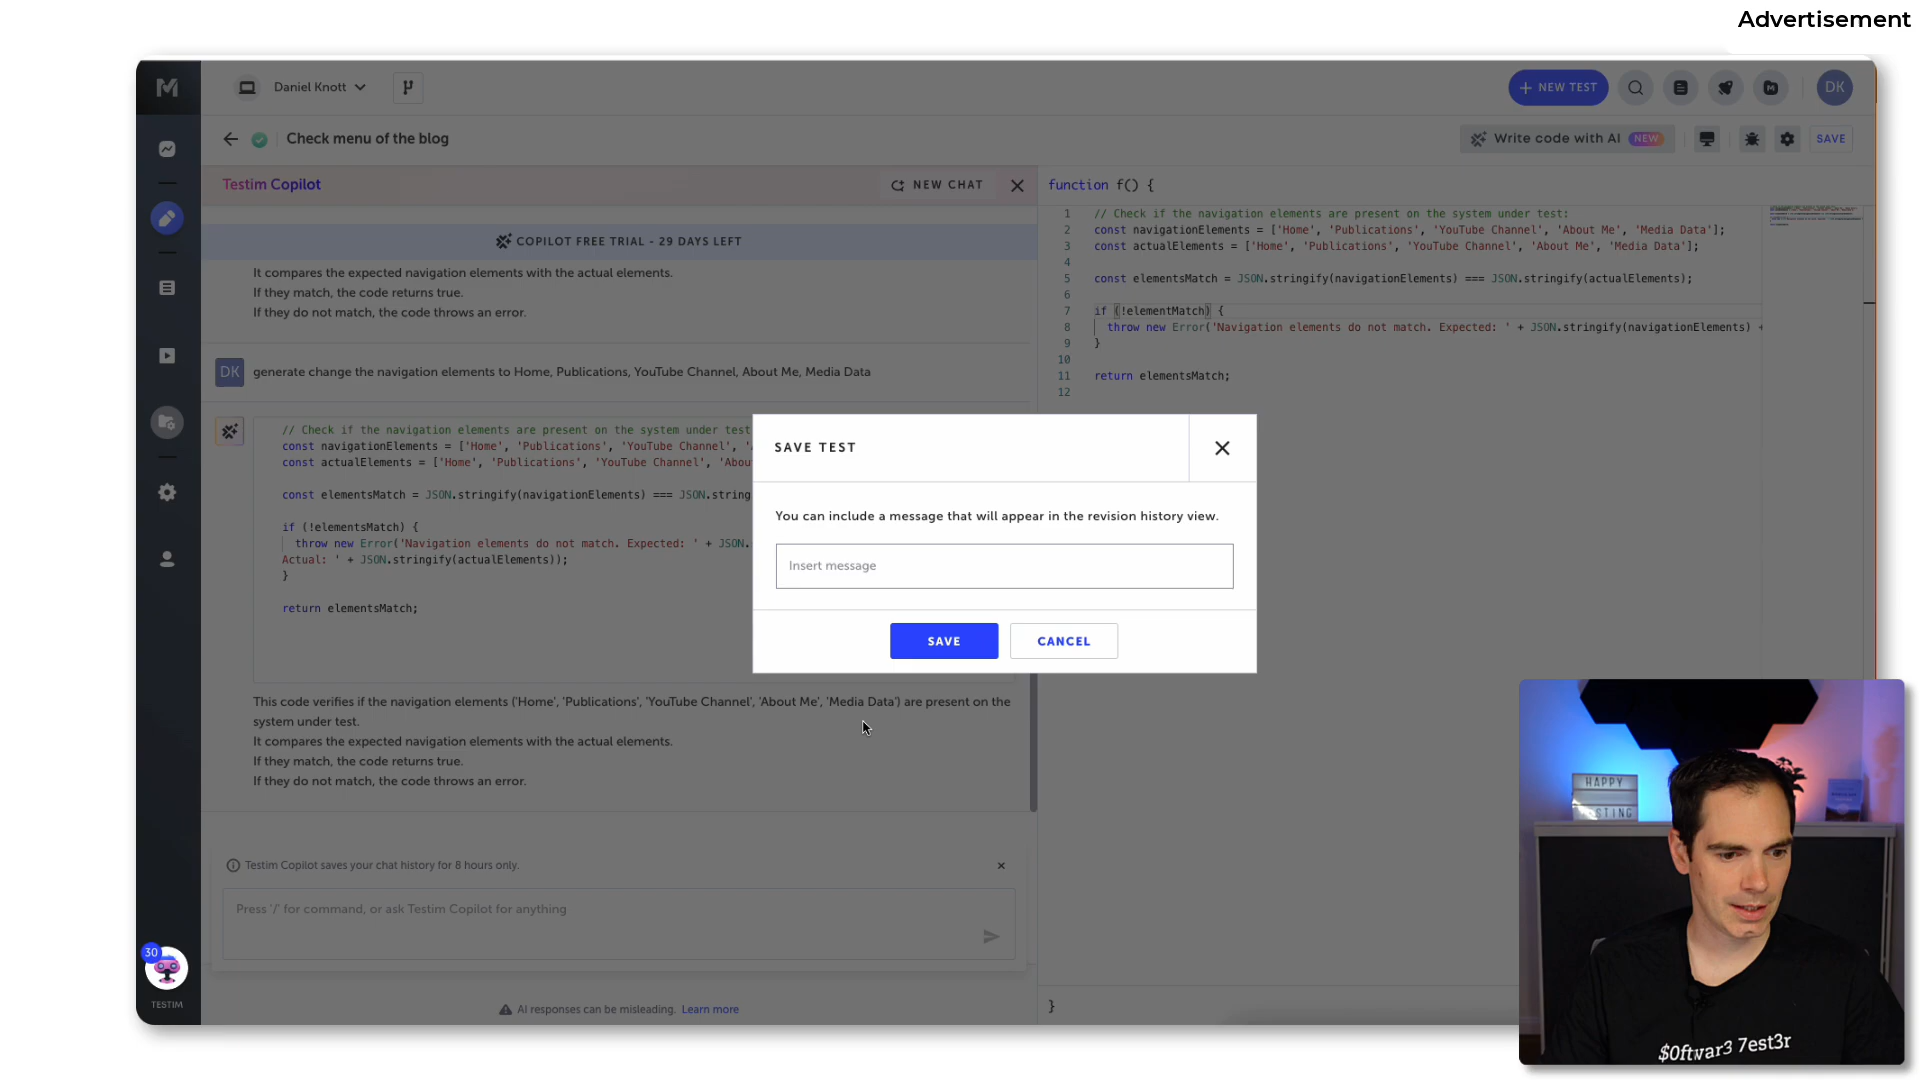 Advertisement
Daniel Knott
NEW TEST
DK
Check menu of the blog
Write code with AI NEW
SAVE
Testim Copilot
NEW CHAT
COPILOT FREE TRIAL - 29 DAYS LEFT
It compares the expected navigation elements with the actual elements.
If they match, the code returns true.
If they do not match, the code throws an error.
DK
generate change the navigation elements to Home, Publications, YouTube Channel, About Me, Media Data
// Check if the navigation elements are present on the system under test
const navigationElements = ['Home', 'Publications', 'YouTube Channel', '
const actualElements = ['Home', 'Publications', 'YouTube Channel', 'Abou
const elementsMatch = JSON.stringify(navigationElements) === JSON.string
if (!elementsMatch) {
throw new Error('Navigation elements do not match. Expected: ' + JSON.
Actual: ' + JSON.stringify(actualElements));
}
return elementsMatch;
This code verifies if the navigation elements ('Home', 'Publications', 'YouTube Channel', 'About Me', 'Media Data') are present on the
system under test.
It compares the expected navigation elements with the actual elements.
If they match, the code returns true.
If they do not match, the code throws an error.
Testim Copilot saves your chat history for 8 hours only.
Press '/' for command, or ask Testim Copilot for anything
AI responses can be misleading. Learn more
30
TESTIM
function f() {
1 // Check if the navigation elements are present on the system under test:
2 const navigationElements = ['Home', 'Publications', 'YouTube Channel', 'About Me', 'Media Data'];
3 const actualElements = ['Home', 'Publications', 'YouTube Channel', 'About Me', 'Media Data'];
4
5 const elementsMatch = JSON.stringify(navigationElements) === JSON.stringify(actualElements);
6
7 if (!elementMatch) {
8 throw new Error('Navigation elements do not match. Expected: ' + JSON.stringify(navigationElements) +
9 }
10
11 return elementsMatch;
12
}
SAVE TEST
You can include a message that will appear in the revision history view.
Insert message
SAVE
CANCEL
HAPPY
STING
$0ftwar3 7est3r